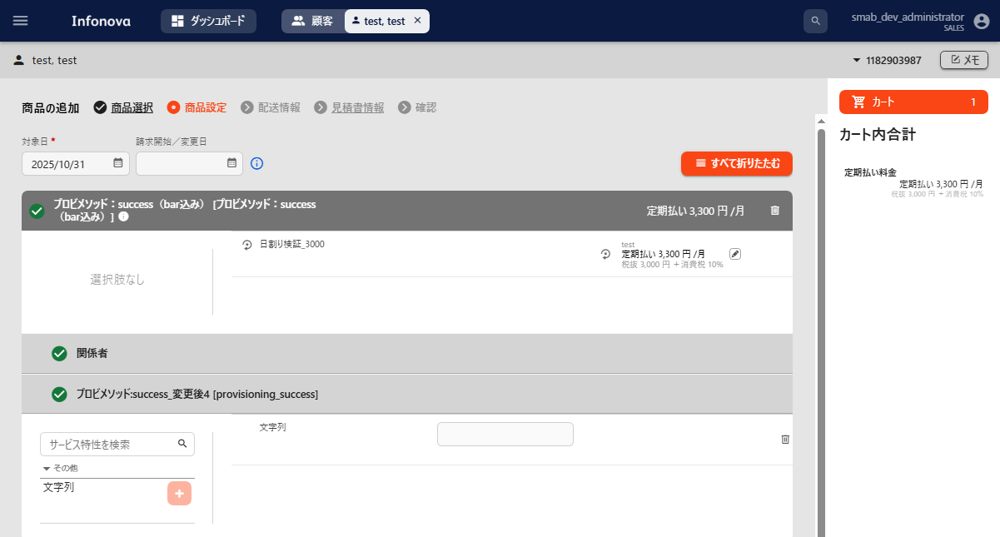 Infonova
ダッシュボード
顧客
test, test
smab_dev_administrator
SALES
test, test
1182903987
メモ
商品の追加
商品選択
商品設定
配送情報
見積書情報
確認
カート
1
カート内合計
対象日 *
請求開始／変更日
2025/10/31
すべて折りたたむ
定期払い料金
定期払い 3,300 円 /月
税抜 3,000 円 ＋消費税 10%
プロビメソッド：success（bar込み） [プロビメソッド：success
（bar込み）]
定期払い 3,300 円 /月
選択肢なし
日割り検証_3000
test
定期払い 3,300 円 /月
税抜 3,000 円 ＋消費税 10%
関係者
プロビメソッド:success_変更後4 [provisioning_success]
サービス特性を検索
その他
文字列
文字列